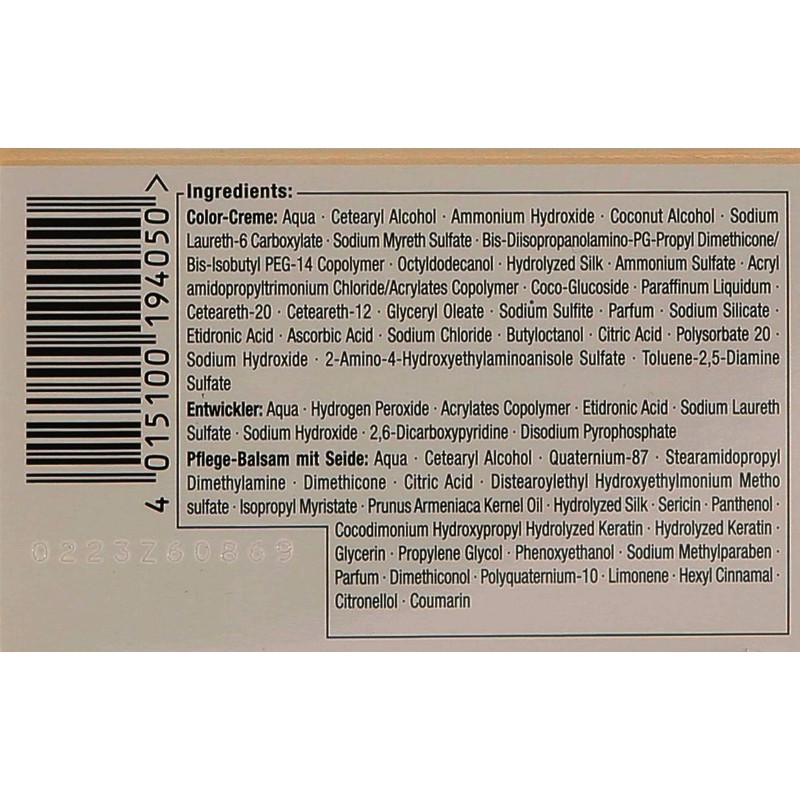 Ingredients:
Color-Creme: Aqua · Cetearyl Alcohol · Ammonium Hydroxide · Coconut Alcohol · Sodium
Laureth-6 Carboxylate · Sodium Myreth Sulfate · Bis-Diisopropanolamino-PG-Propyl Dimethicone/
Bis-Isobutyl PEG-14 Copolymer · Octyldodecanol · Hydrolyzed Silk · Ammonium Sulfate · Acryl
amidopropyltrimonium Chloride/Acrylates Copolymer · Coco-Glucoside · Paraffinum Liquidum ·
Ceteareth-20 · Ceteareth-12 · Glyceryl Oleate · Sodium Sulfite · Parfum · Sodium Silicate ·
Etidronic Acid · Ascorbic Acid · Sodium Chloride · Butyloctanol · Citric Acid · Polysorbate 20 ·
Sodium Hydroxide · 2-Amino-4-Hydroxyethylaminoanisole Sulfate · Toluene-2,5-Diamine
Sulfate
Entwickler: Aqua · Hydrogen Peroxide · Acrylates Copolymer · Etidronic Acid · Sodium Laureth
Sulfate · Sodium Hydroxide · 2,6-Dicarboxypyridine · Disodium Pyrophosphate
Pflege-Balsam mit Seide: Aqua · Cetearyl Alcohol · Quaternium-87 · Stearamidopropyl
Dimethylamine · Dimethicone · Citric Acid · Distearoylethyl Hydroxyethylmonium Metho
sulfate · Isopropyl Myristate · Prunus Armeniaca Kernel Oil · Hydrolyzed Silk · Sericin · Panthenol ·
Cocodimonium Hydroxypropyl Hydrolyzed Keratin · Hydrolyzed Keratin ·
Glycerin · Propylene Glycol · Phenoxyethanol · Sodium Methylparaben ·
Parfum · Dimethiconol · Polyquaternium-10 · Limonene · Hexyl Cinnamal ·
Citronellol · Coumarin
4 015100 194050 >
0223Z60869